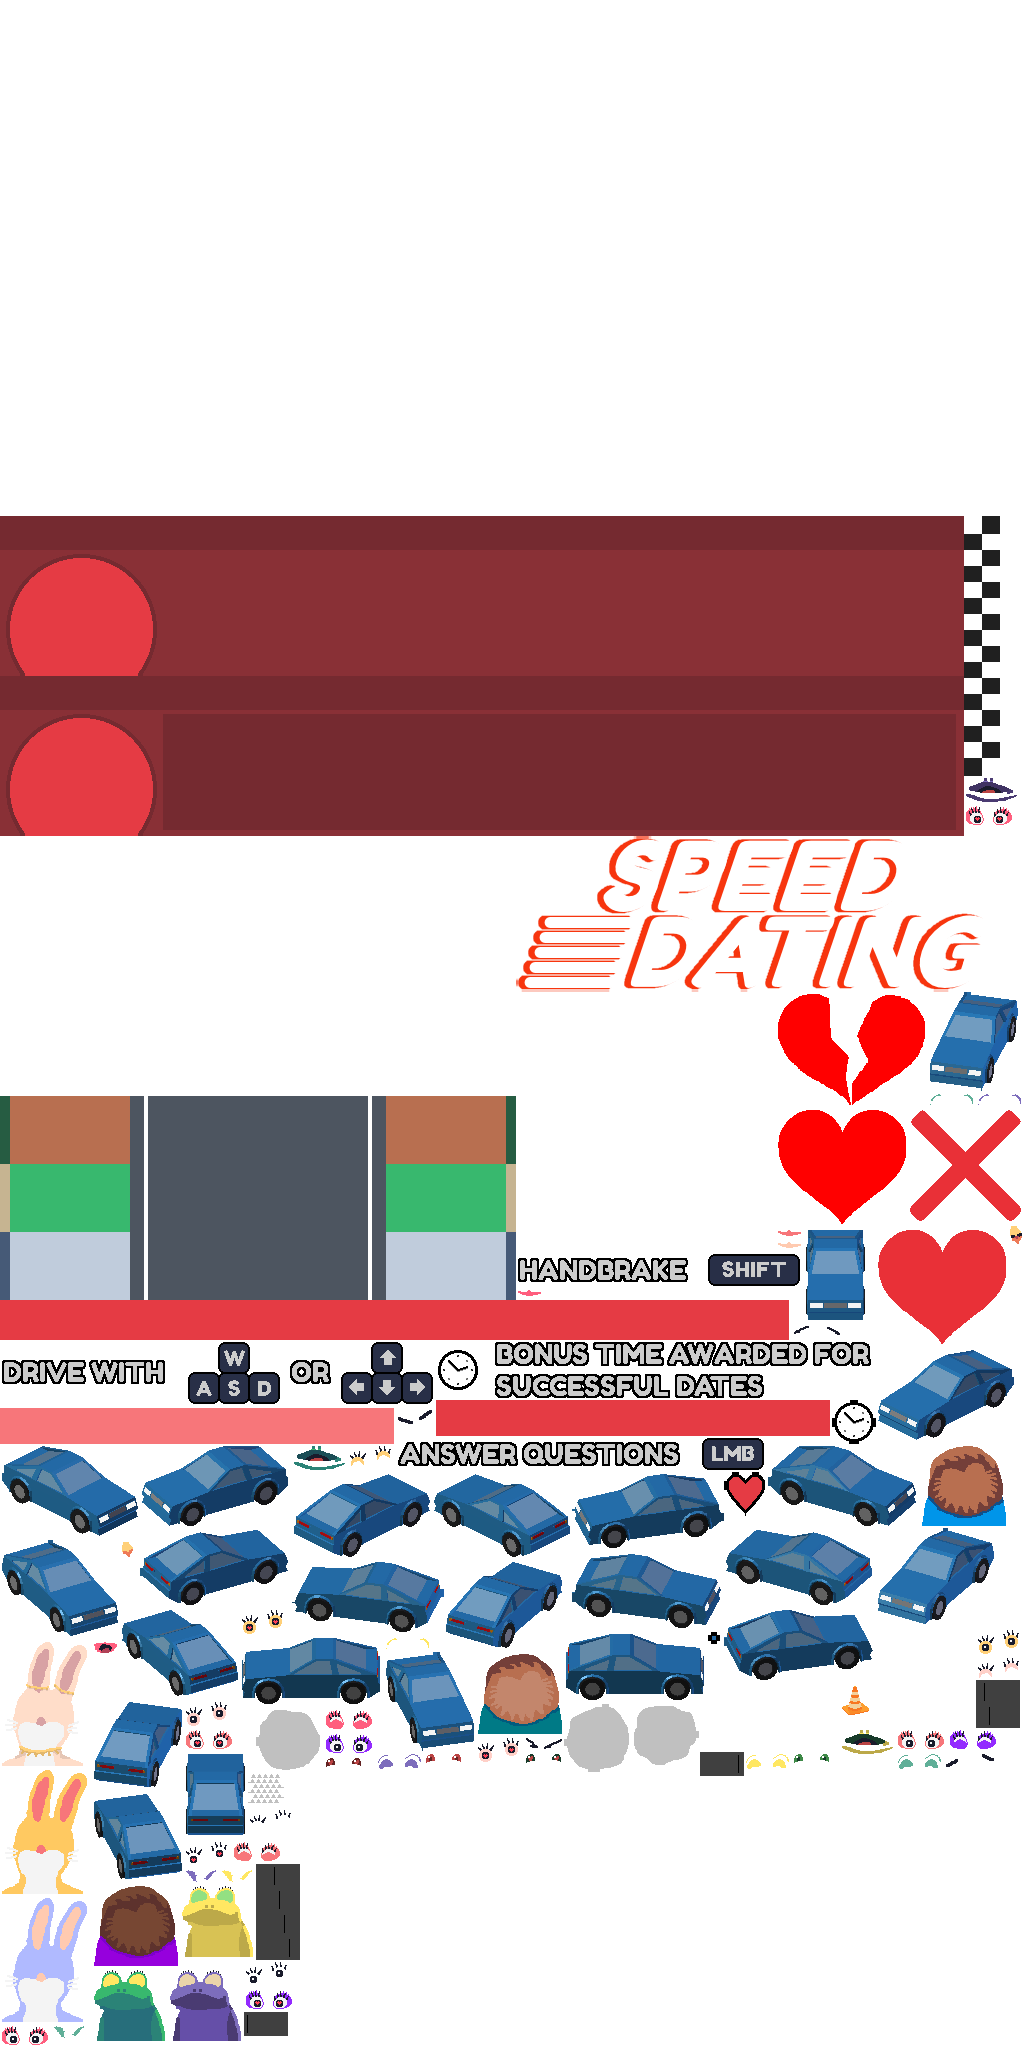 SPEED
DATING
HANDBRAKE SHIFT
DRIVE WITH W A S D OR
BONUS TIME AWARDED FOR
SUCCESSFUL DATES
ANSWER QUESTIONS LMB